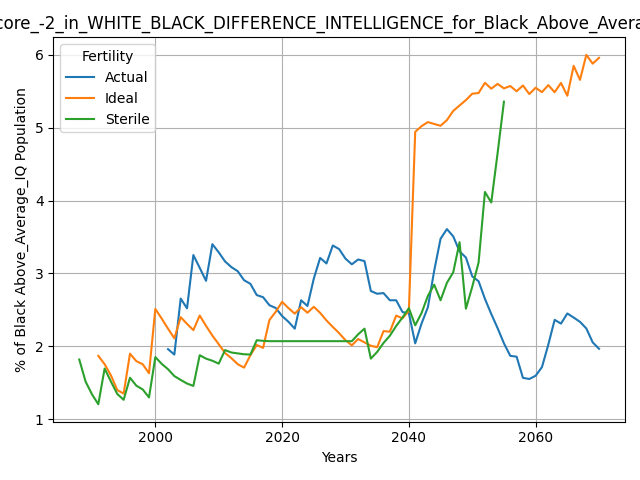 core_-2_in_WHITE_BLACK_DIFFERENCE_INTELLIGENCE_for_Black_Above_Avera
Fertility
Actual
Ideal
Sterile
% of Black Above_Average_IQ Population
6
5
4
3
2
1
2000
2020
2040
2060
Years